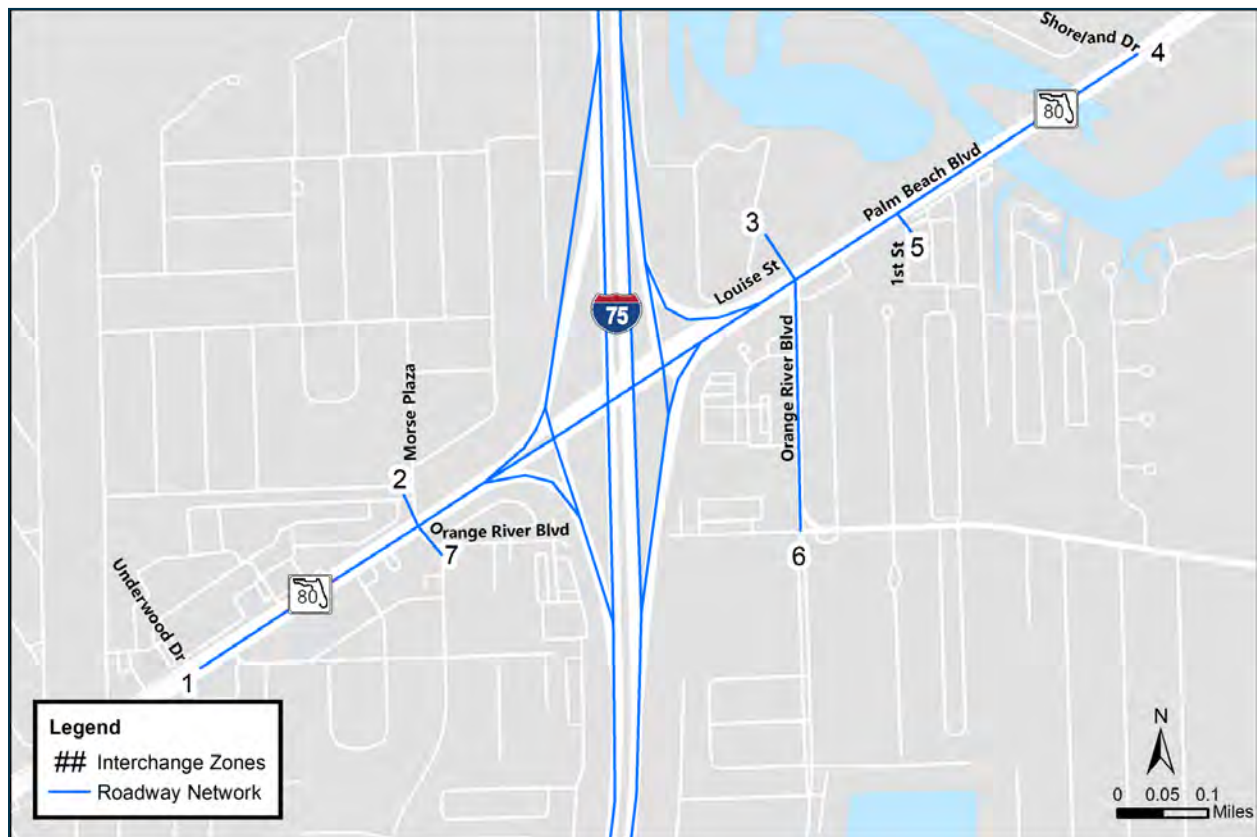 Shoreland Dr
4
80
Palm Beach Blvd
3
5
1st St
Louise St
75
Orange River Blvd
Morse Plaza
2
Orange River Blvd
7
6
Underwood Dr
80
1
Legend
## Interchange Zones
Roadway Network
N
0 0.05 0.1
Miles